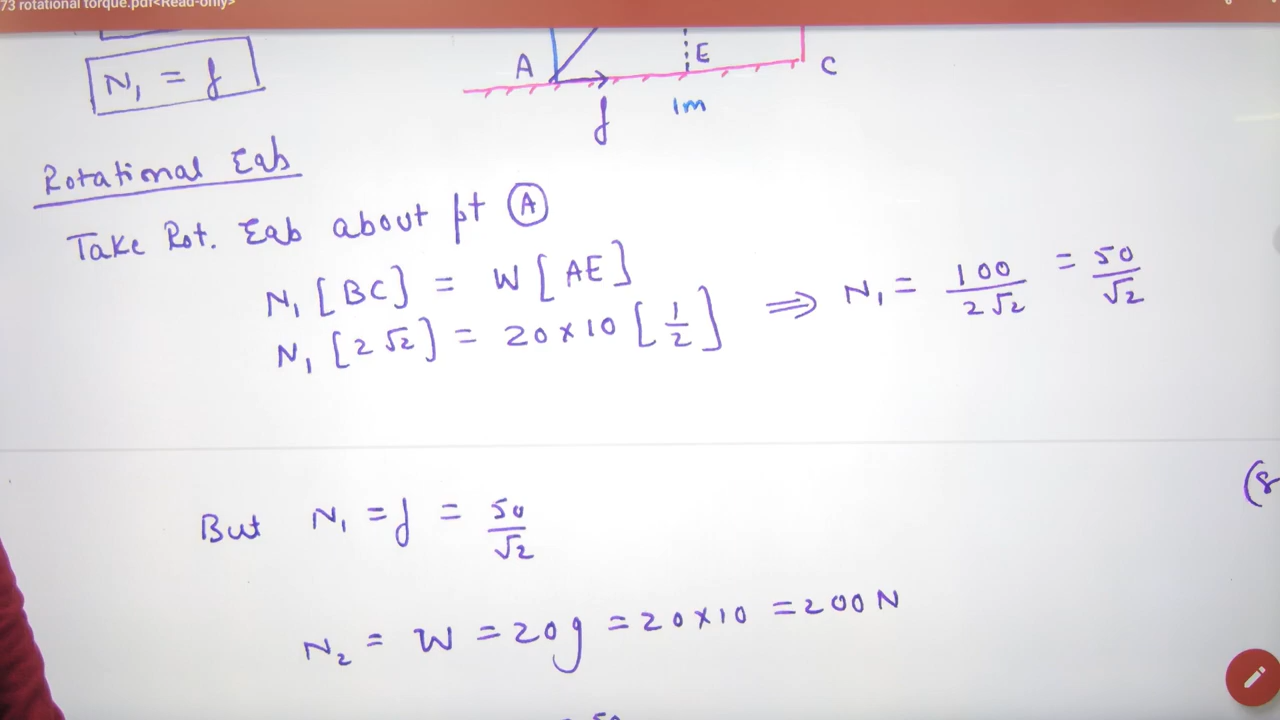 73 rotational torque.pdf<Read-only>
N₁ = f
A E C
f 1m
Rotational Eqb
Take Rot. Eqb about pt Ⓐ
N₁ [BC] = W [AE]
N₁ [2√2] = 20×10 [1/2] ⟹ N₁ = 100/2√2 = 50/√2
(8
But N₁ = f = 50/√2
N₂ = W = 20g = 20×10 = 200 N